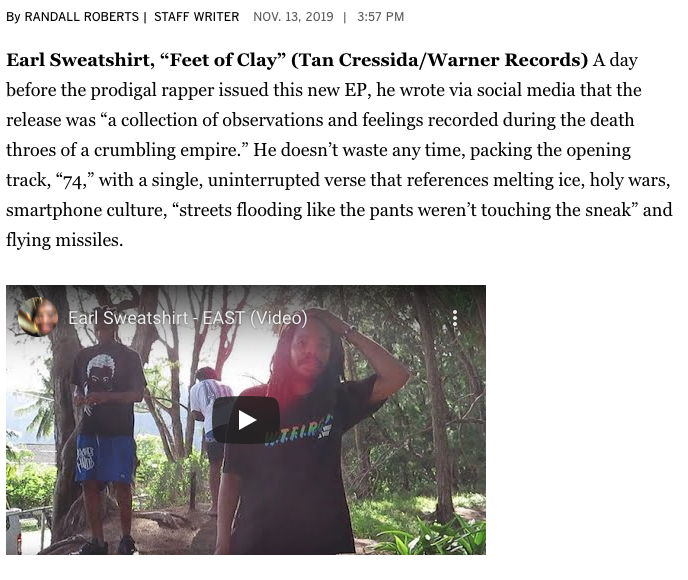 By RANDALL ROBERTS | STAFF WRITER NOV. 13, 2019 | 3:57 PM
Earl Sweatshirt, “Feet of Clay” (Tan Cressida/Warner Records) A day
before the prodigal rapper issued this new EP, he wrote via social media that the
release was “a collection of observations and feelings recorded during the death
throes of a crumbling empire.” He doesn’t waste any time, packing the opening
track, “74,” with a single, uninterrupted verse that references melting ice, holy wars,
smartphone culture, “streets flooding like the pants weren’t touching the sneak” and
flying missiles.
Earl Sweatshirt - EAST (Video)